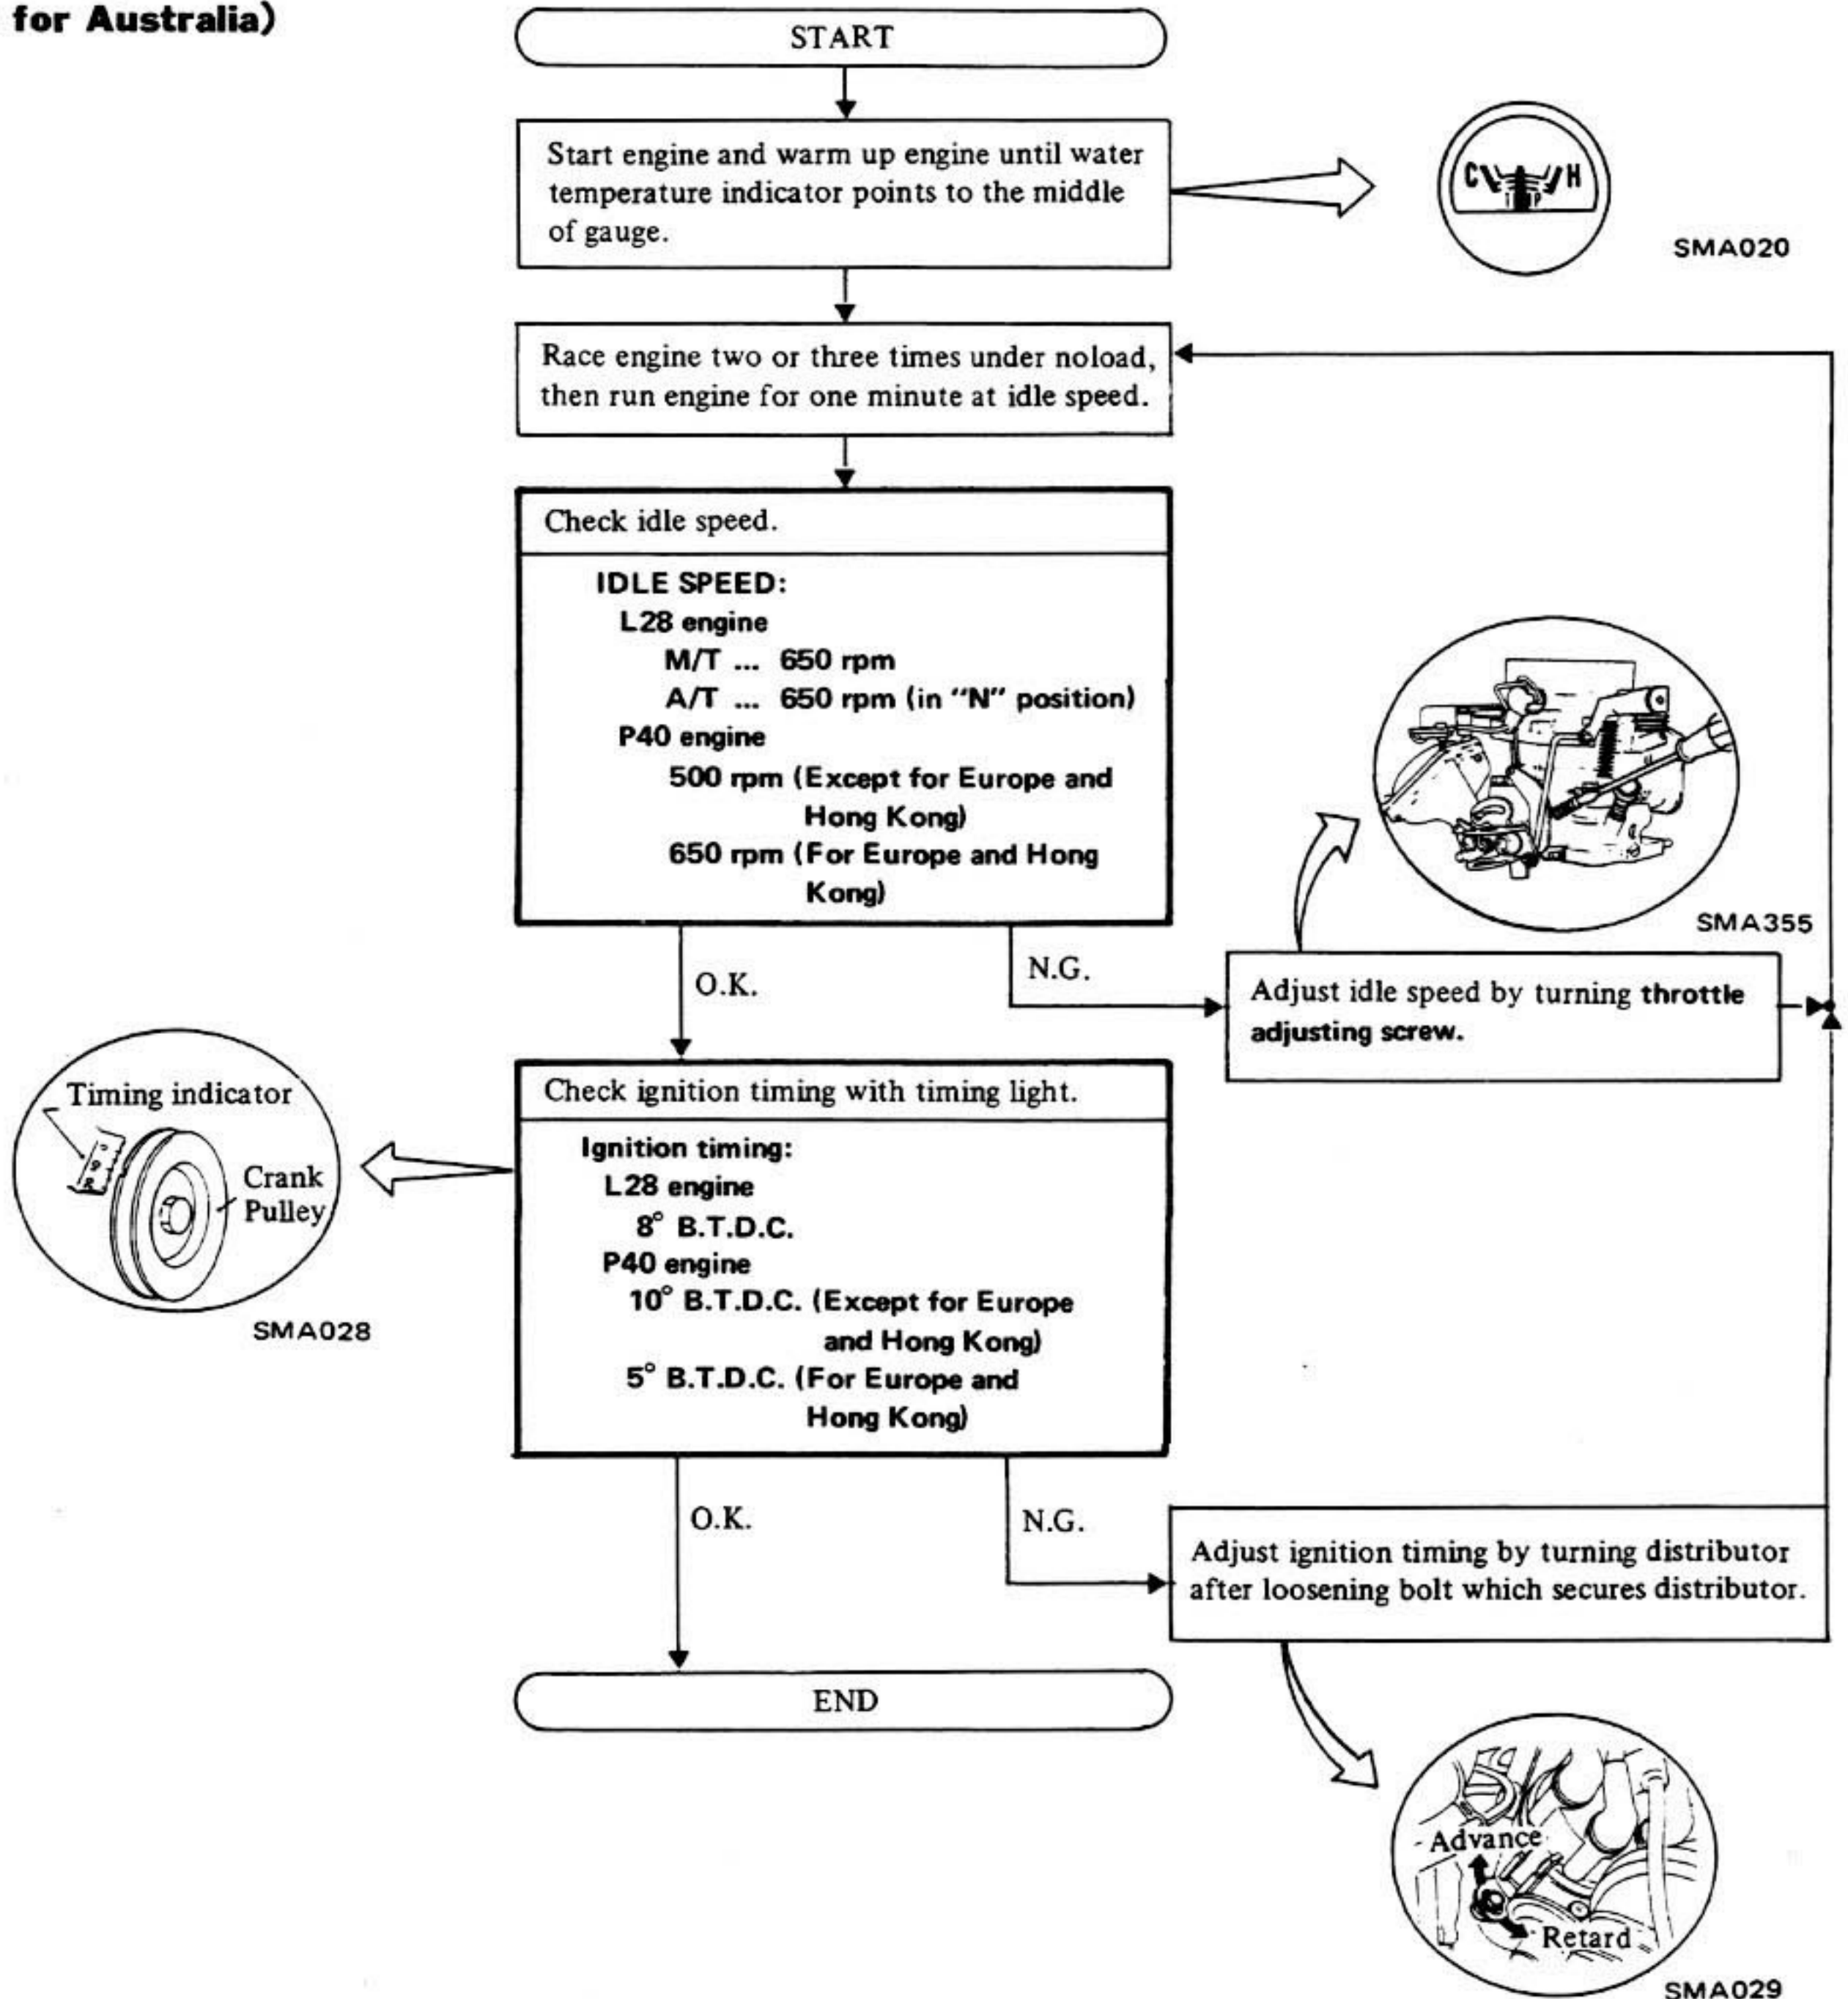 for Australia)
START
Start engine and warm up engine until water
temperature indicator points to the middle
of gauge.
C H
SMA020
Race engine two or three times under noload,
then run engine for one minute at idle speed.
Check idle speed.
IDLE SPEED:
L28 engine
M/T ... 650 rpm
A/T ... 650 rpm (in “N” position)
P40 engine
500 rpm (Except for Europe and
Hong Kong)
650 rpm (For Europe and Hong
Kong)
SMA355
O.K.
N.G.
Adjust idle speed by turning throttle
adjusting screw.
Timing indicator
Crank
Pulley
SMA028
Check ignition timing with timing light.
Ignition timing:
L28 engine
8° B.T.D.C.
P40 engine
10° B.T.D.C. (Except for Europe
and Hong Kong)
5° B.T.D.C. (For Europe and
Hong Kong)
O.K.
N.G.
Adjust ignition timing by turning distributor
after loosening bolt which secures distributor.
END
Advance
Retard
SMA029